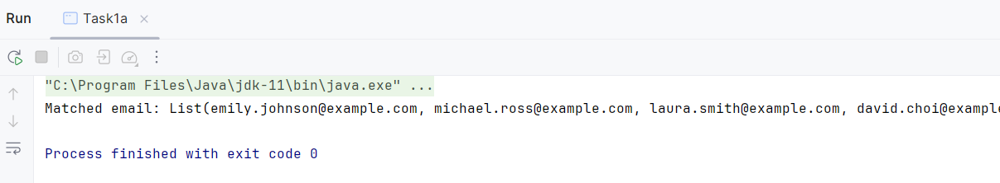 Run Task1a
"C:\Program Files\Java\jdk-11\bin\java.exe" ...
Matched email: List(emily.johnson@example.com, michael.ross@example.com, laura.smith@example.com, david.choi@example
Process finished with exit code 0